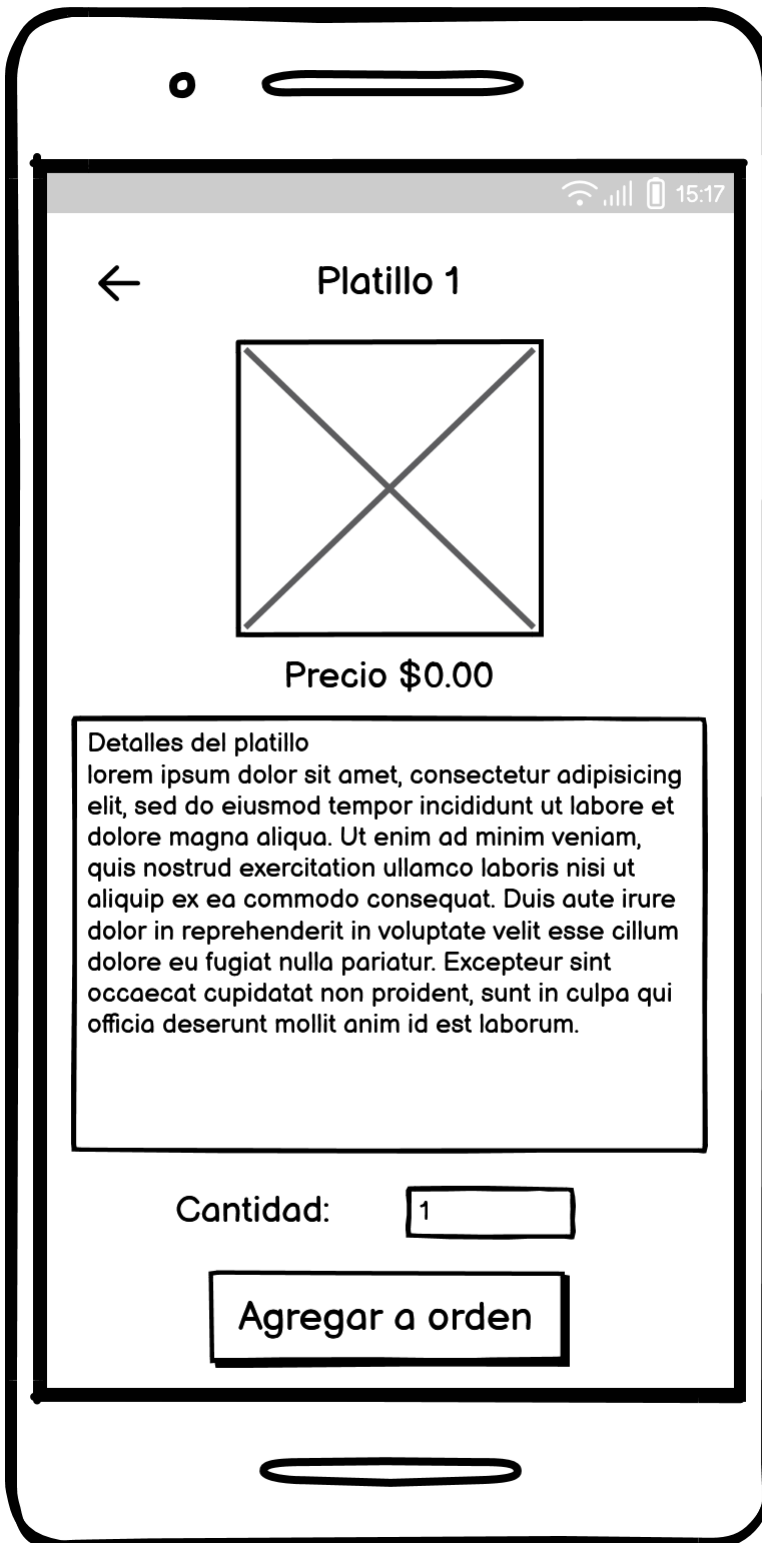 15:17
Platillo 1
Precio $0.00
Detalles del platillo
lorem ipsum dolor sit amet, consectetur adipisicing
elit, sed do eiusmod tempor incididunt ut labore et
dolore magna aliqua. Ut enim ad minim veniam,
quis nostrud exercitation ullamco laboris nisi ut
aliquip ex ea commodo consequat. Duis aute irure
dolor in reprehenderit in voluptate velit esse cillum
dolore eu fugiat nulla pariatur. Excepteur sint
occaecat cupidatat non proident, sunt in culpa qui
officia deserunt mollit anim id est laborum.
Cantidad: 1
Agregar a orden